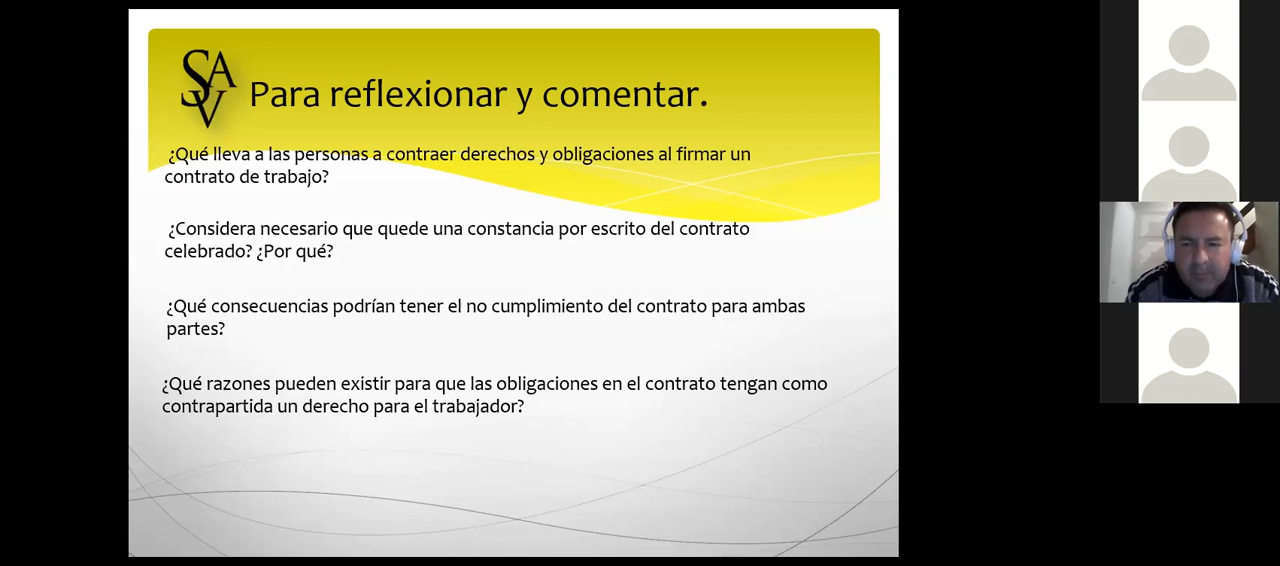 SAV
Para reflexionar y comentar.
¿Qué lleva a las personas a contraer derechos y obligaciones al firmar un
contrato de trabajo?
¿Considera necesario que quede una constancia por escrito del contrato
celebrado? ¿Por qué?
¿Qué consecuencias podrían tener el no cumplimiento del contrato para ambas
partes?
¿Qué razones pueden existir para que las obligaciones en el contrato tengan como
contrapartida un derecho para el trabajador?